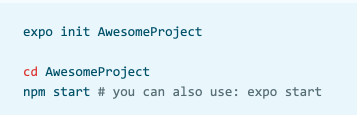 expo init AwesomeProject
cd AwesomeProject
npm start # you can also use: expo start